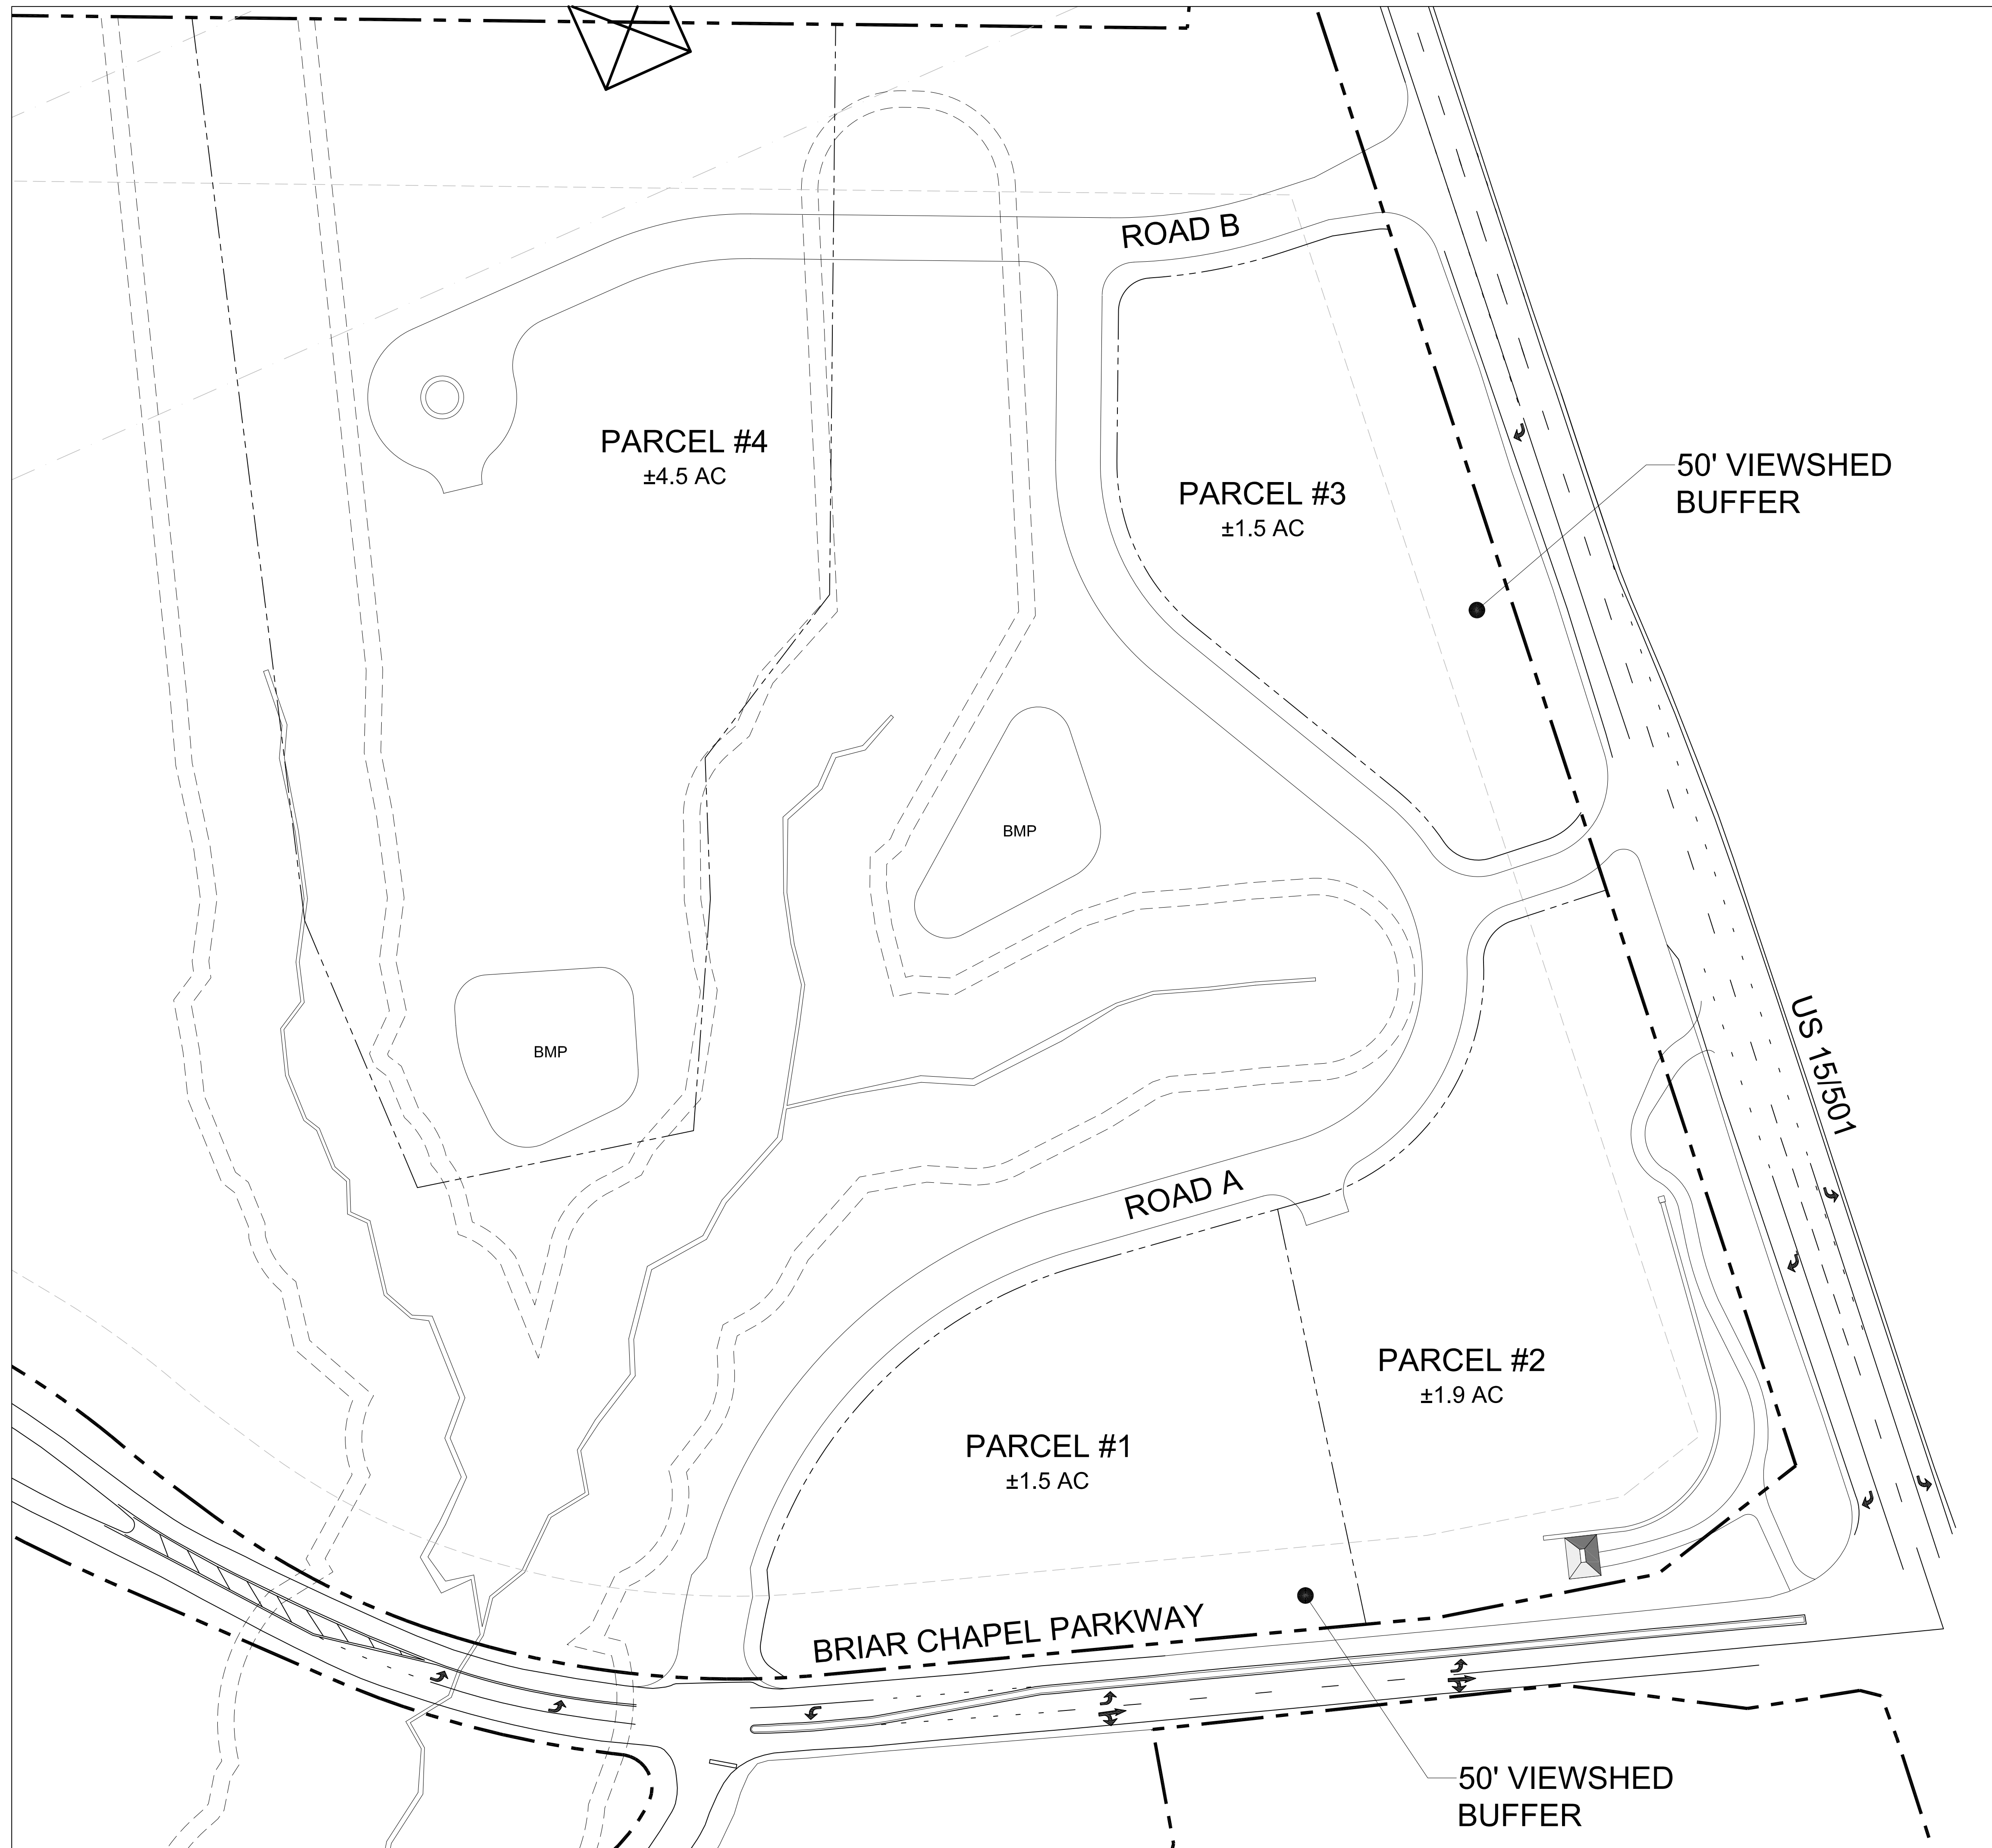 ROAD B
PARCEL #4
±4.5 AC
PARCEL #3
±1.5 AC
50' VIEWSHED
BUFFER
BMP
BMP
US 15/501
ROAD A
PARCEL #2
±1.9 AC
PARCEL #1
±1.5 AC
BRIAR CHAPEL PARKWAY
50' VIEWSHED
BUFFER